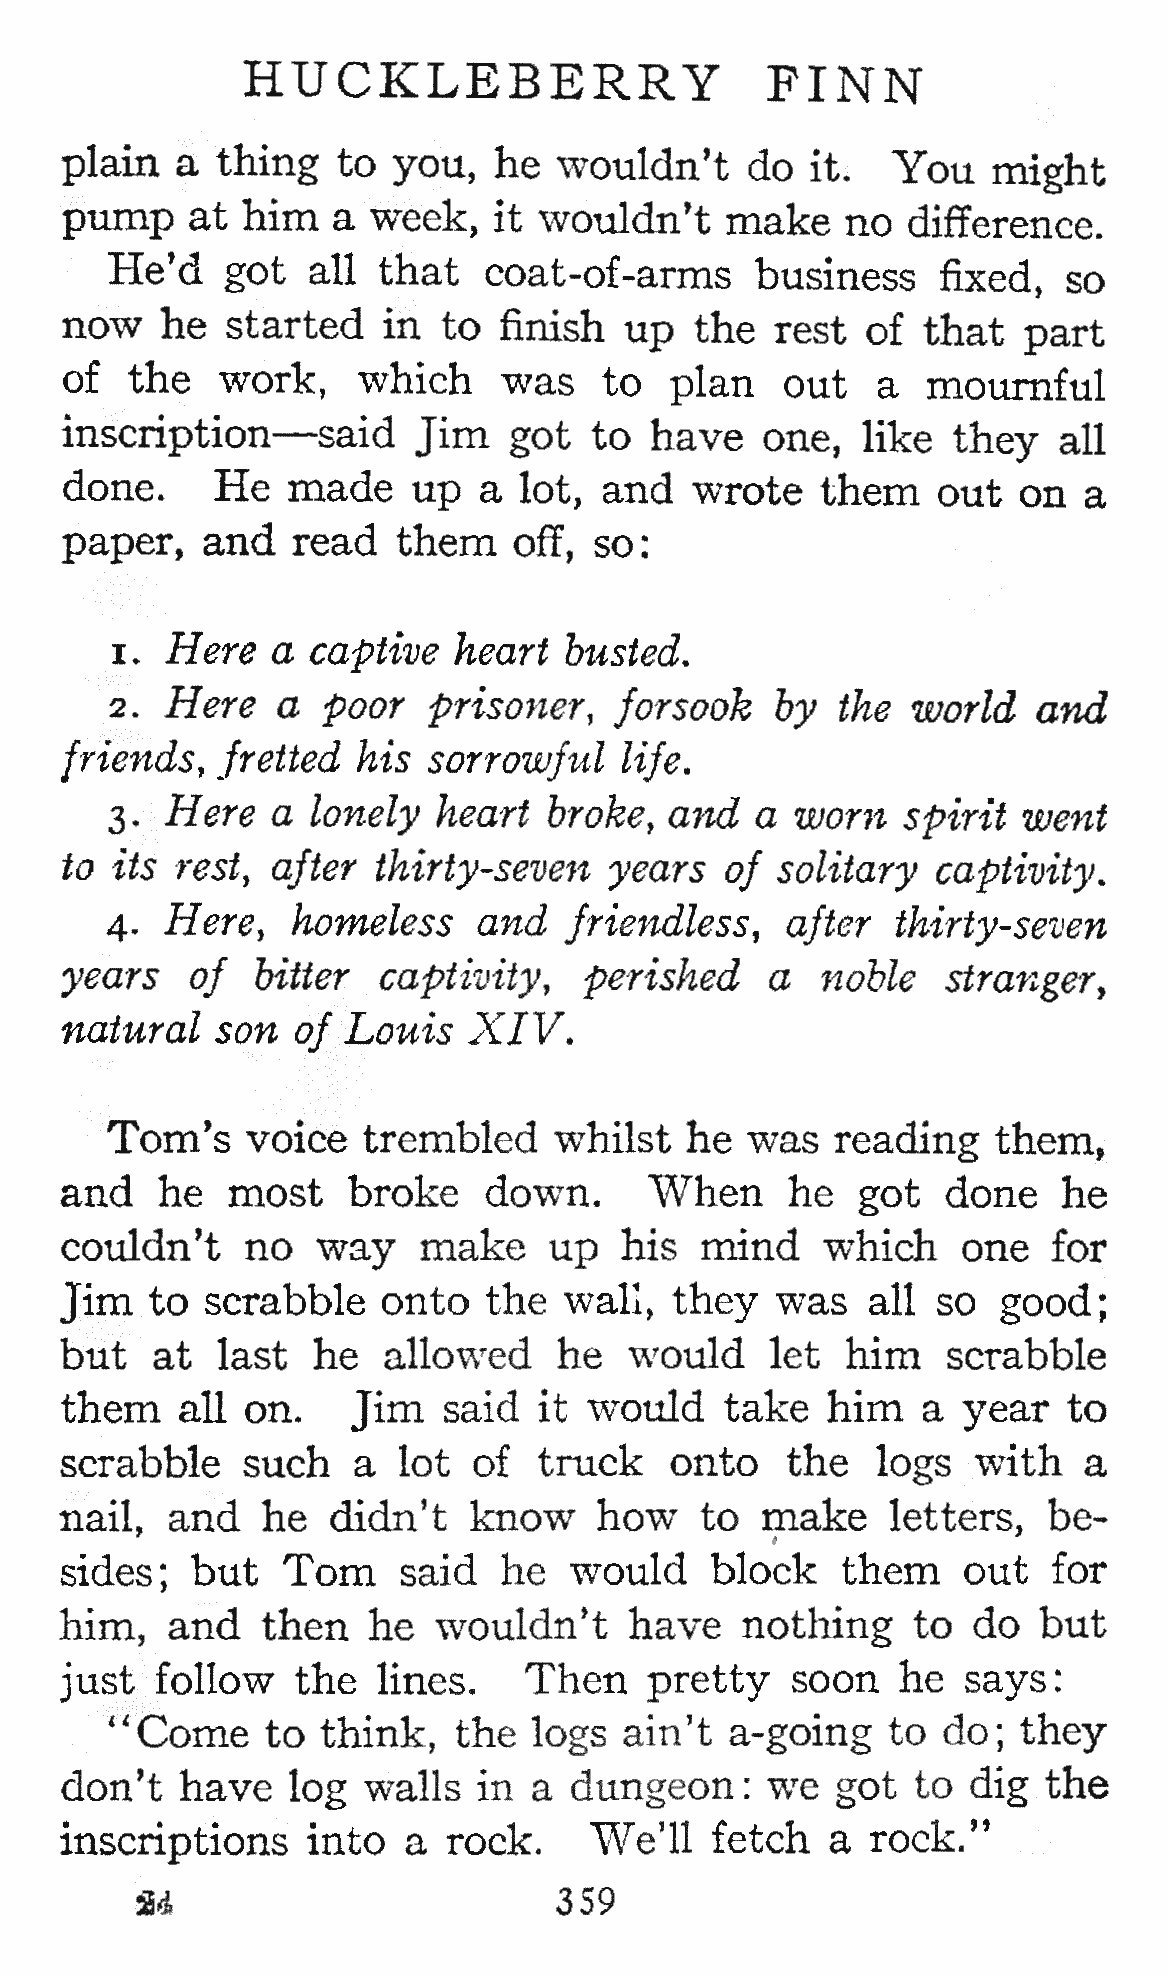 HUCKLEBERRY FINN
plain a thing to you, he wouldn't do it. You might
pump at him a week, it wouldn't make no difference.
He'd got all that coat-of-arms business fixed, so
now he started in to finish up the rest of that part
of the work, which was to plan out a mournful
inscription—said Jim got to have one, like they all
done. He made up a lot, and wrote them out on a
paper, and read them off, so:
1. Here a captive heart busted.
2. Here a poor prisoner, forsook by the world and
friends, fretted his sorrowful life.
3. Here a lonely heart broke, and a worn spirit went
to its rest, after thirty-seven years of solitary captivity.
4. Here, homeless and friendless, after thirty-seven
years of bitter captivity, perished a noble stranger,
natural son of Louis XIV.
Tom's voice trembled whilst he was reading them,
and he most broke down. When he got done he
couldn't no way make up his mind which one for
Jim to scrabble onto the wall, they was all so good;
but at last he allowed he would let him scrabble
them all on. Jim said it would take him a year to
scrabble such a lot of truck onto the logs with a
nail, and he didn't know how to make letters, be-
sides; but Tom said he would block them out for
him, and then he wouldn't have nothing to do but
just follow the lines. Then pretty soon he says:
"Come to think, the logs ain't a-going to do; they
don't have log walls in a dungeon: we got to dig the
inscriptions into a rock. We'll fetch a rock."
359